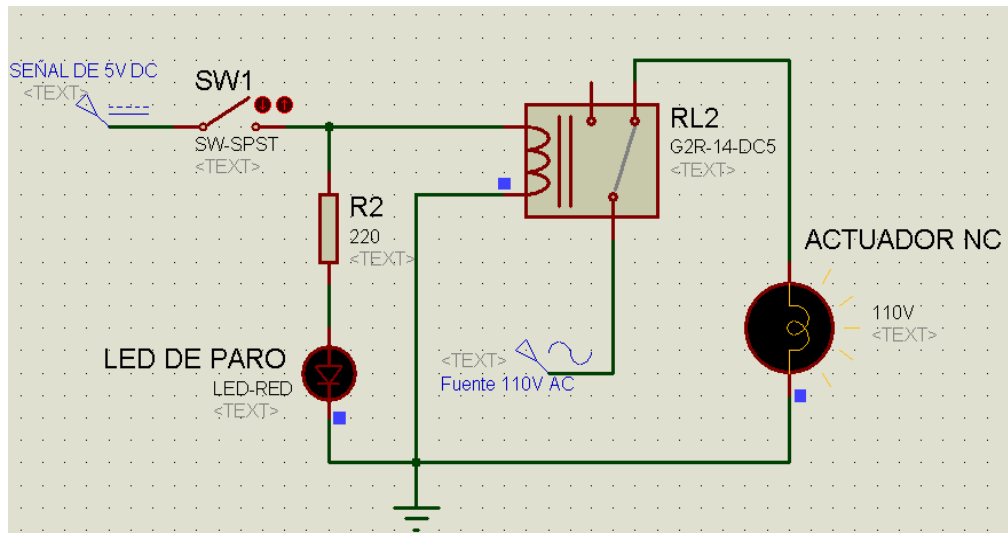 SEÑAL DE 5V DC
<TEXT>
SW1
SW-SPST
<TEXT>
RL2
G2R-14-DC5
<TEXT>
R2
220
<TEXT>
ACTUADOR NC
110V
<TEXT>
LED DE PARO
LED-RED
<TEXT>
<TEXT>
Fuente 110V AC